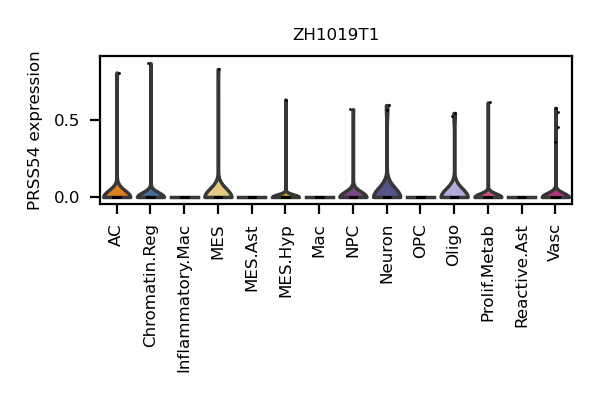 ZH1019T1
PRSS54 expression
0.5
0.0
AC
Chromatin.Reg
Inflammatory.Mac
MES
MES.Ast
MES.Hyp
Mac
NPC
Neuron
OPC
Oligo
Prolif.Metab
Reactive.Ast
Vasc